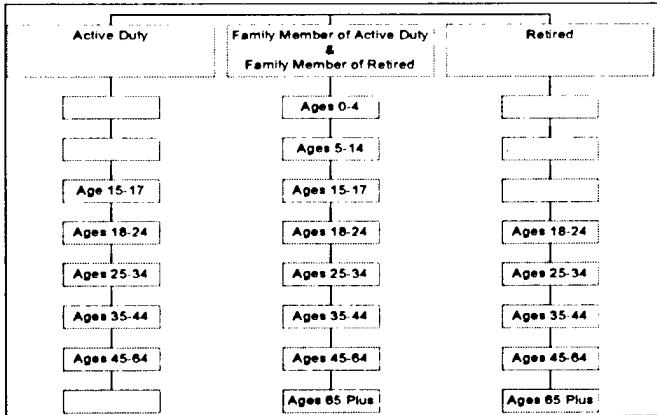 Active Duty
Family Member of Active Duty
&
Family Member of Retired
Retired
Ages 0-4
Ages 5-14
Age 15-17
Ages 15-17
Ages 18-24
Ages 18-24
Ages 18-24
Ages 25-34
Ages 25-34
Ages 25-34
Ages 35-44
Ages 35-44
Ages 35-44
Ages 45-64
Ages 45-64
Ages 45-64
Ages 65 Plus
Ages 65 Plus